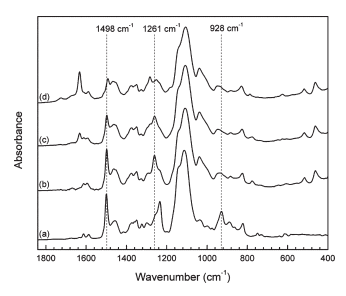 1498 cm⁻¹ 1261 cm⁻¹ 928 cm⁻¹
(d)
(c)
(b)
(a)
Absorbance
1800 1600 1400 1200 1000 800 600 400
Wavenumber (cm⁻¹)